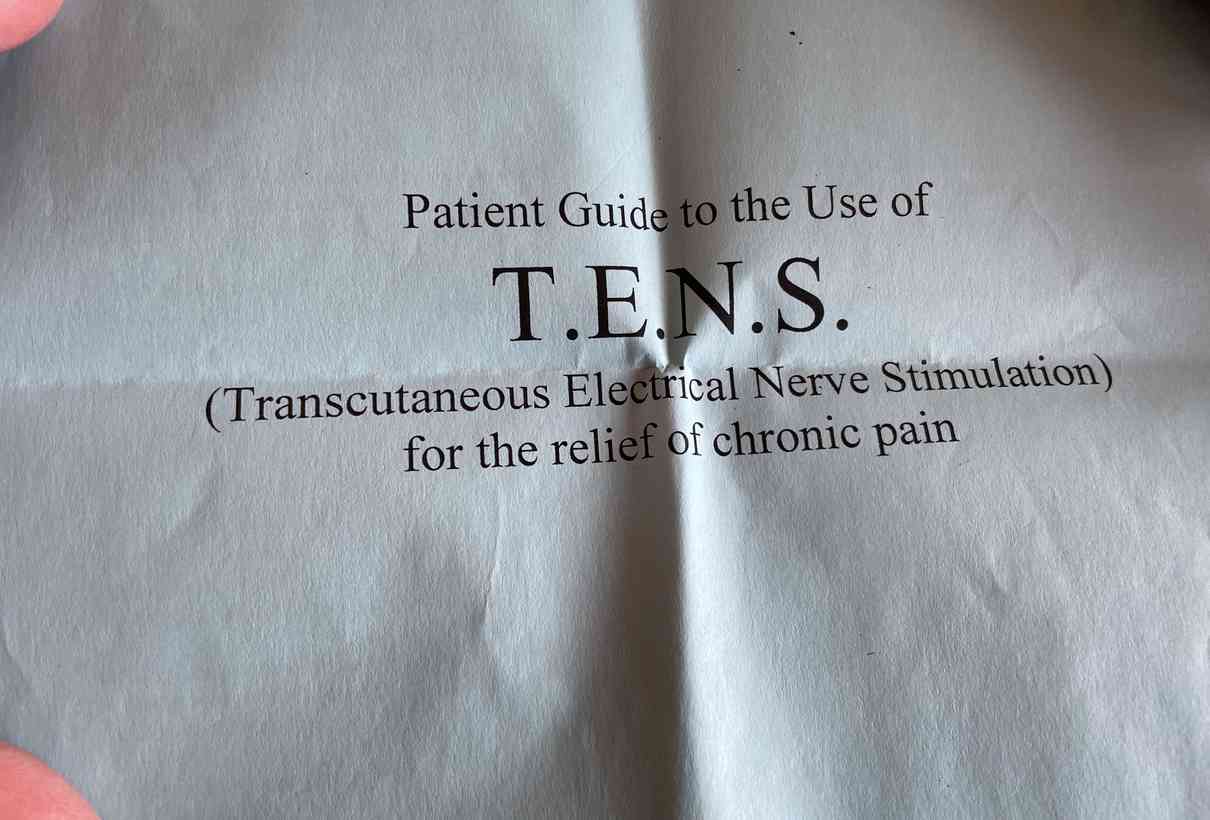 Patient Guide to the Use of
T.E.N.S.
(Transcutaneous Electrical Nerve Stimulation)
for the relief of chronic pain